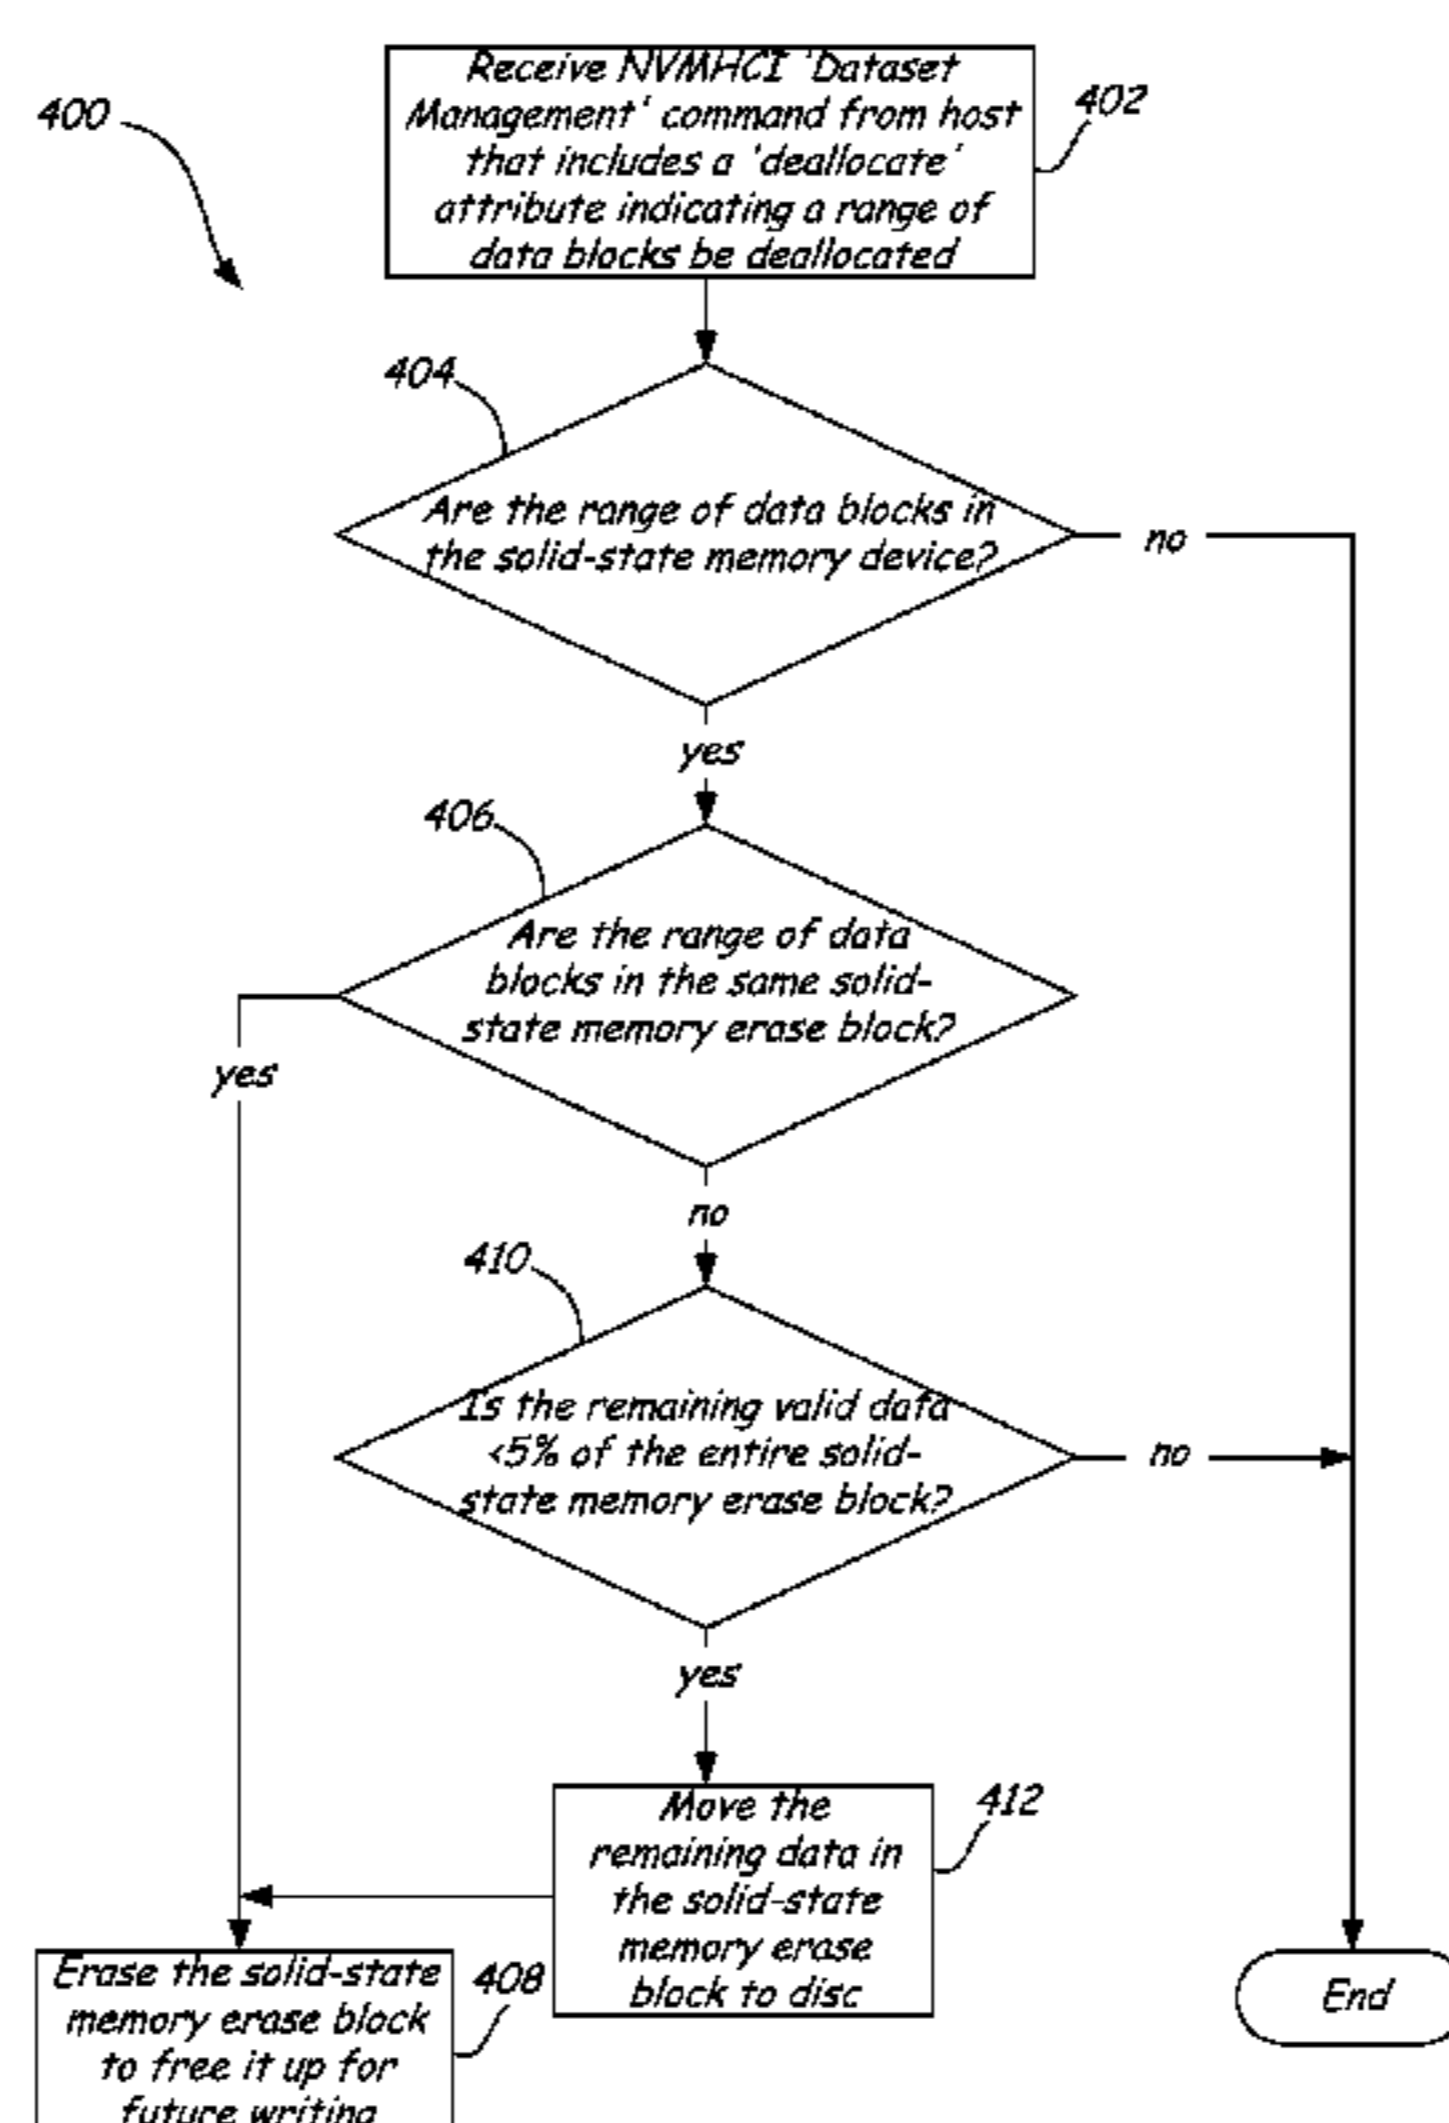 400
Receive NVMHCI 'Dataset
Management' command from host
that includes a 'deallocate'
attribute indicating a range of
data blocks be deallocated
402
404
Are the range of data blocks in
the solid-state memory device?
no
yes
406
Are the range of data
blocks in the same solid-
state memory erase block?
yes
no
410
Is the remaining valid data
<5% of the entire solid-
state memory erase block?
no
yes
Move the
remaining data in
the solid-state
memory erase
block to disc
412
Erase the solid-state
memory erase block
to free it up for
future writing
408
End